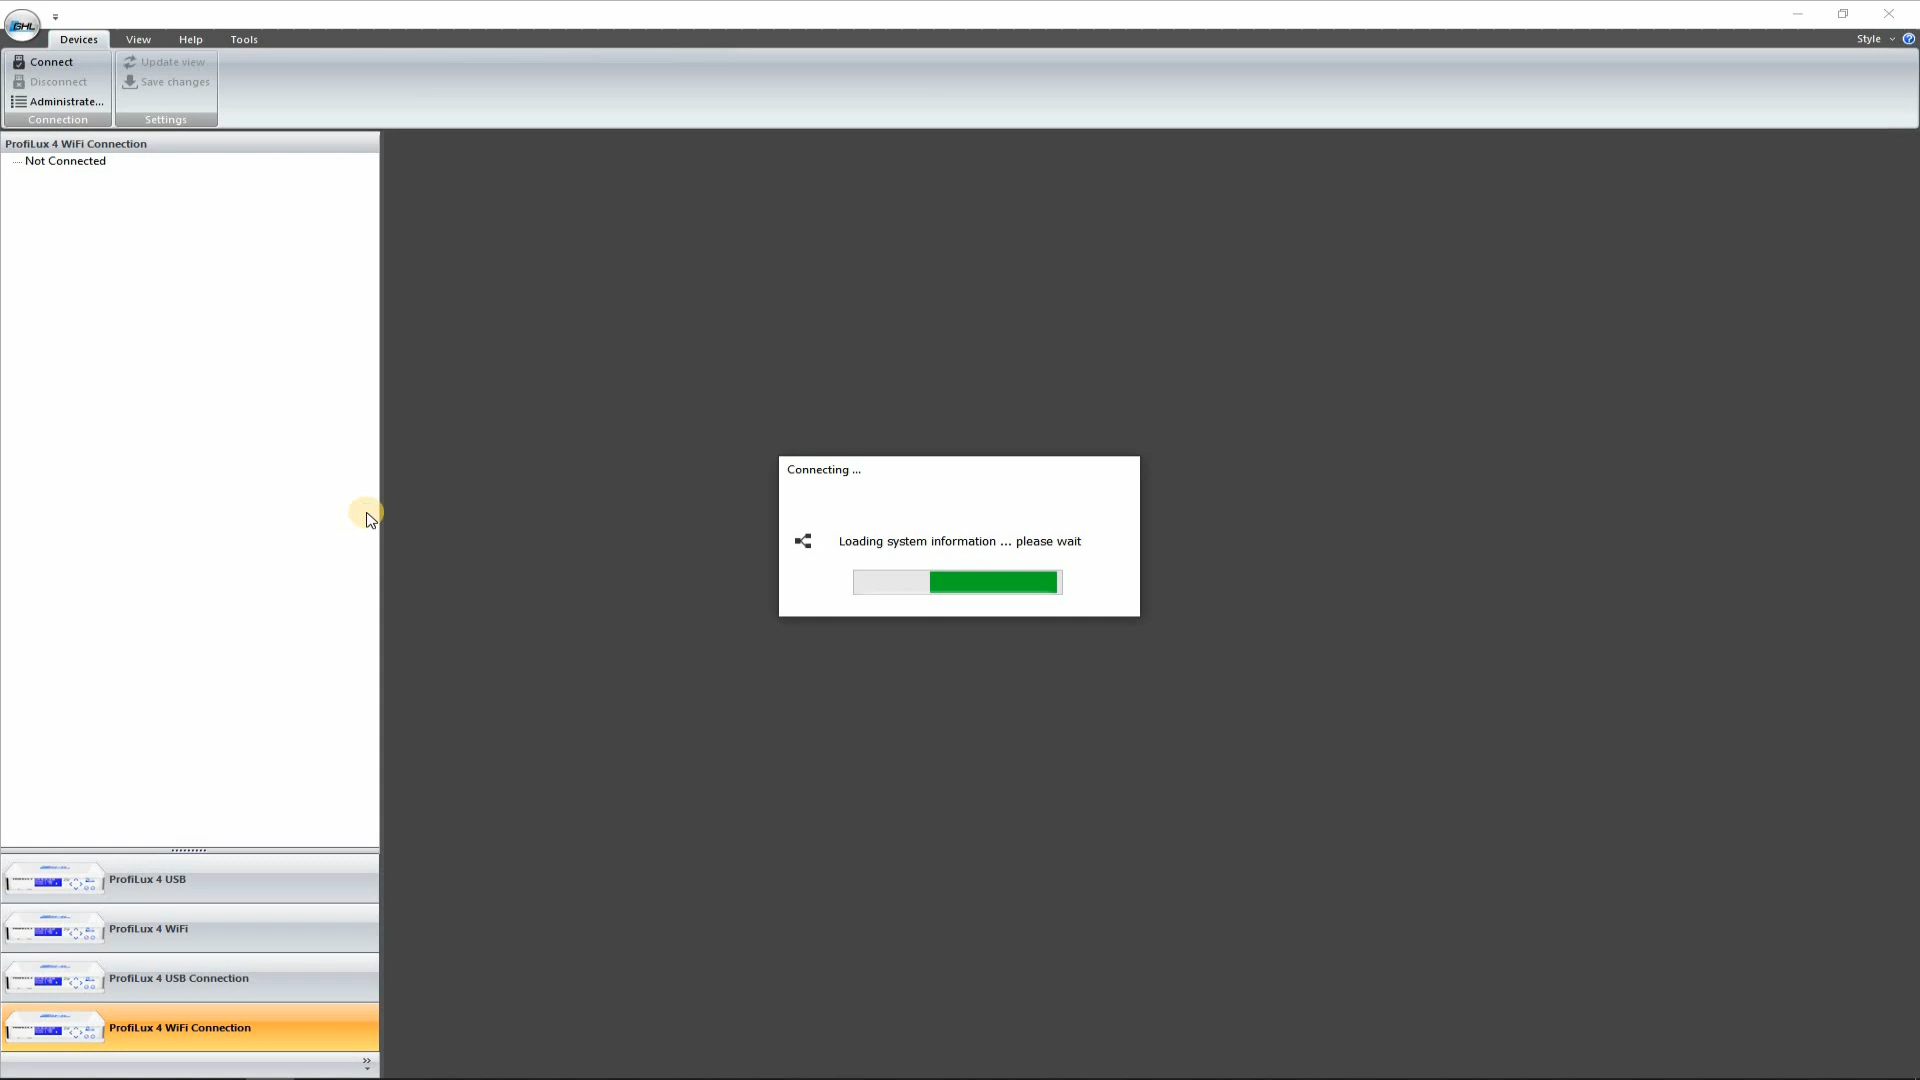 GHL
Devices View Help Tools
Style
Connect
Update view
Disconnect
Save changes
Administrate...
Connection
Settings
ProfiLux 4 WiFi Connection
Not Connected
Connecting ...
Loading system information ... please wait
ProfiLux 4 USB
ProfiLux 4 WiFi
ProfiLux 4 USB Connection
ProfiLux 4 WiFi Connection